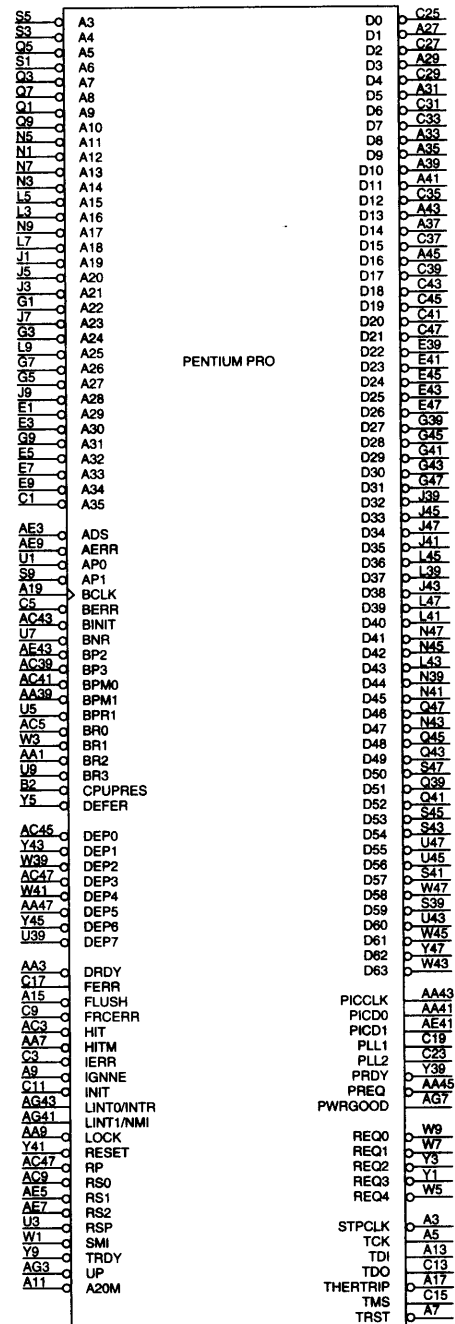 S5 A3
S3 A4
Q5 A5
S1 A6
Q3 A7
Q7 A8
Q1 A9
Q9 A10
N5 A11
N1 A12
N7 A13
N3 A14
L5 A15
L3 A16
N9 A17
L7 A18
J1 A19
J5 A20
J3 A21
G1 A22
J7 A23
G3 A24
L9 A25
G7 A26
G5 A27
J9 A28
E1 A29
E3 A30
G9 A31
E5 A32
E7 A33
E9 A34
C1 A35
AE3 ADS
AE9 AERR
U1 AP0
S9 AP1
A19 BCLK
C5 BERR
AC43 BINIT
U7 BNR
AE43 BP2
AC39 BP3
AC41 BPM0
AA39 BPM1
U5 BPR1
AC5 BR0
W3 BR1
AA1 BR2
U9 BR3
B2 CPUPRES
Y5 DEFER
AC45 DEP0
Y43 DEP1
W39 DEP2
AC47 DEP3
W41 DEP4
AA47 DEP5
Y45 DEP6
U39 DEP7
AA3 DRDY
C17 FERR
A15 FLUSH
C9 FRCERR
AC3 HIT
AA7 HITM
C3 IERR
A9 IGNNE
C11 INIT
AG43 LINT0/INTR
AG41 LINT1/NMI
AA9 LOCK
Y41 RESET
AC47 RP
AC9 RS0
AE5 RS1
AE7 RS2
U3 RSP
W1 SMI
Y9 TRDY
AG3 UP
A11 A20M
PENTIUM PRO
D0 C25
D1 A27
D2 C27
D3 A29
D4 C29
D5 A31
D6 C31
D7 C33
D8 A33
D9 A35
D10 A39
D11 A41
D12 C35
D13 A43
D14 A37
D15 C37
D16 A45
D17 C39
D18 C43
D19 C45
D20 C41
D21 C47
D22 E39
D23 E41
D24 E45
D25 E43
D26 E47
D27 G39
D28 G45
D29 G41
D30 G43
D31 G47
D32 J39
D33 J45
D34 J47
D35 J41
D36 L45
D37 L39
D38 J43
D39 L47
D40 L41
D41 N47
D42 N45
D43 L43
D44 N39
D45 N41
D46 Q47
D47 N43
D48 Q45
D49 Q43
D50 S47
D51 Q39
D52 Q41
D53 S45
D54 S43
D55 U47
D56 U45
D57 S41
D58 W47
D59 S39
D60 U43
D61 W45
D62 Y47
D63 W43
PICCLK AA43
PICD0 AA41
PICD1 AE41
PLL1 C19
PLL2 C23
PRDY Y39
PREQ AA45
PWRGOOD AG7
REQ0 W9
REQ1 W7
REQ2 Y3
REQ3 Y1
REQ4 W5
STPCLK A3
TCK A5
TDI A13
TDO C13
THERTRIP A17
TMS C15
TRST A7